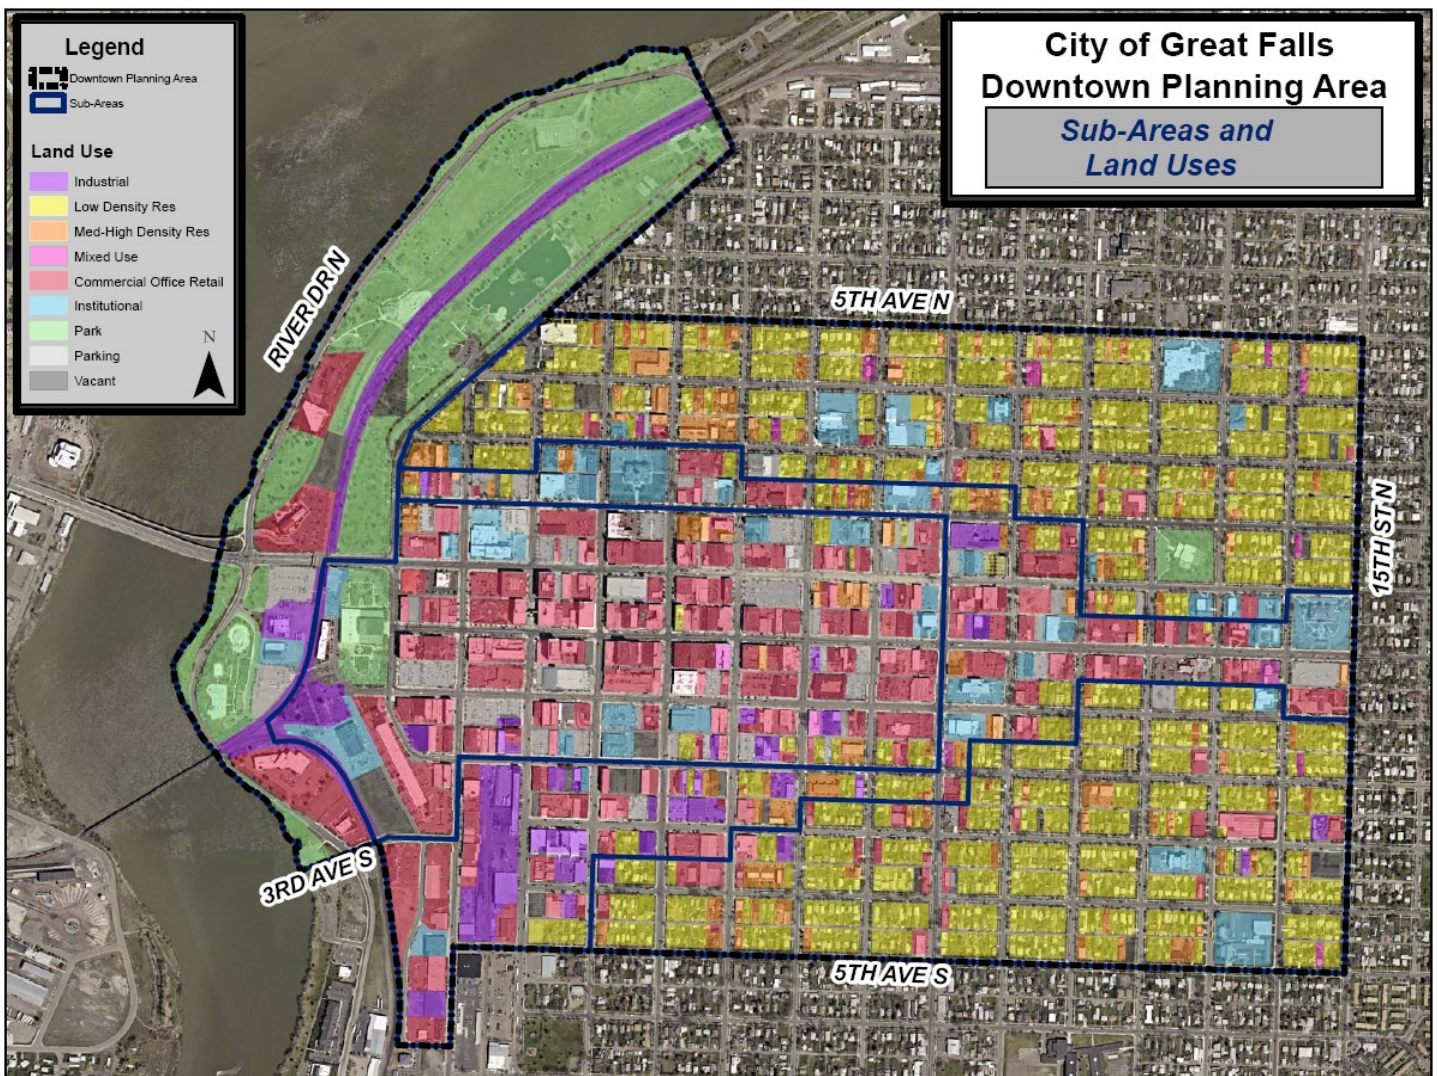 Legend
Downtown Planning Area
Sub-Areas
Land Use
Industrial
Low Density Res
Med-High Density Res
Mixed Use
Commercial Office Retail
Institutional
Park
Parking
Vacant
N
City of Great Falls
Downtown Planning Area
Sub-Areas and
Land Uses
RIVER DR N
5TH AVE N
15TH ST N
3RD AVE S
5TH AVE S